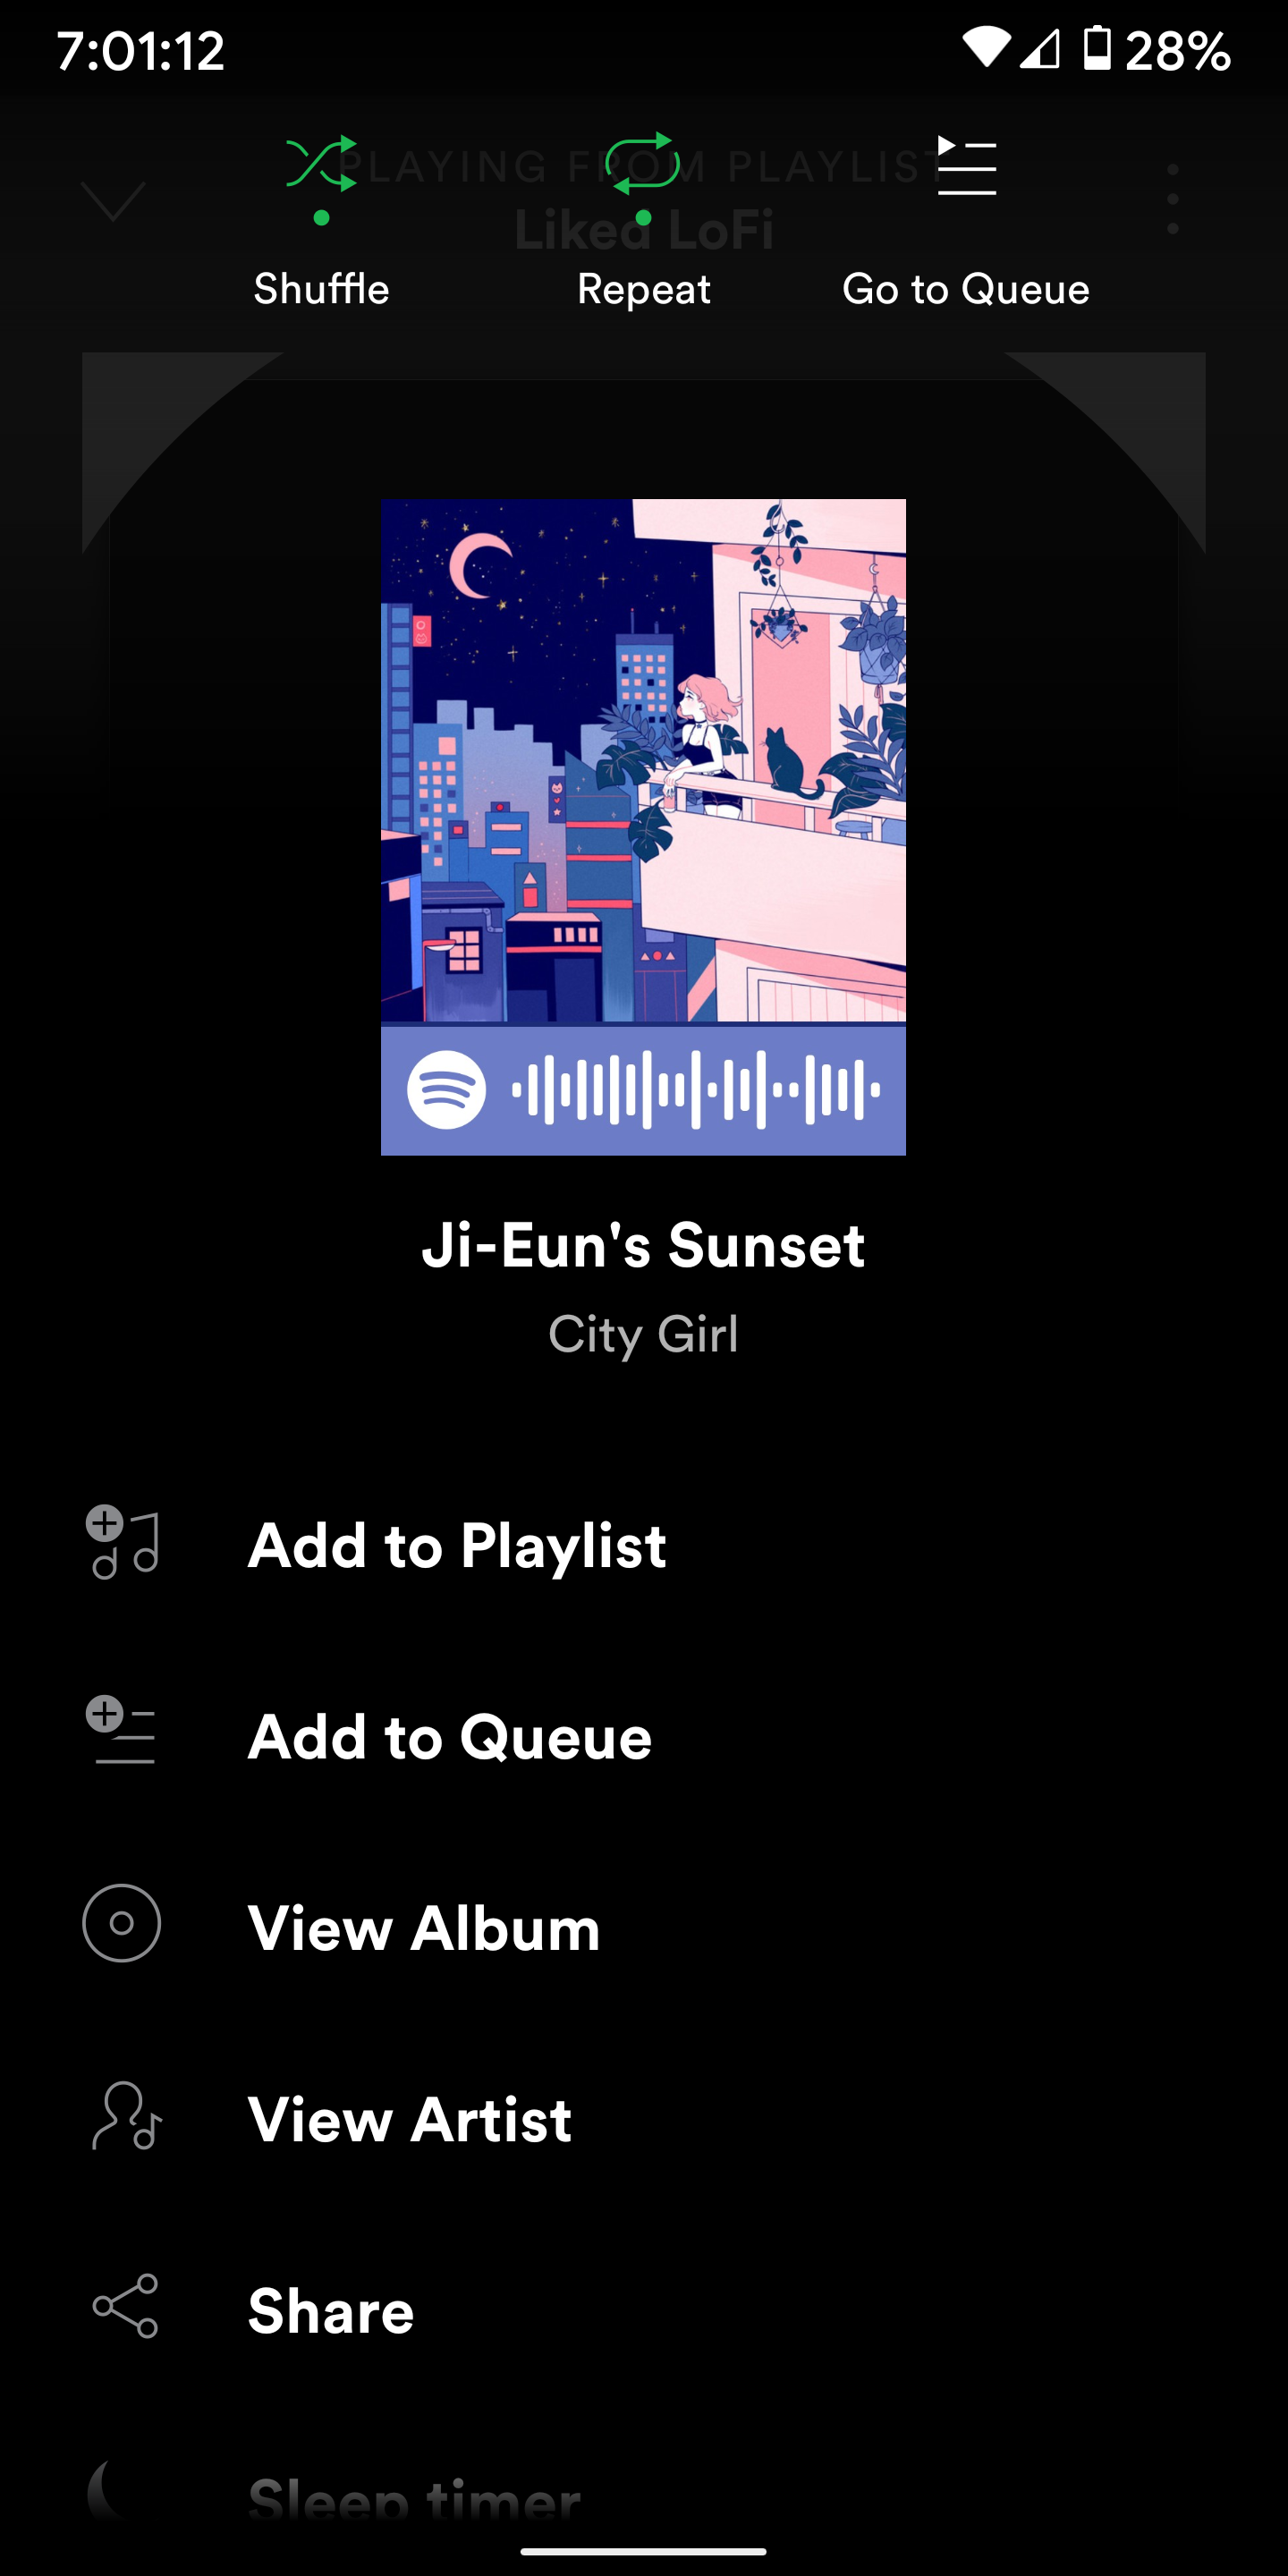 7:01:12
28%
PLAYING FROM PLAYLIST
Liked LoFi
Shuffle
Repeat
Go to Queue
Ji-Eun's Sunset
City Girl
Add to Playlist
Add to Queue
View Album
View Artist
Share
Sleep timer